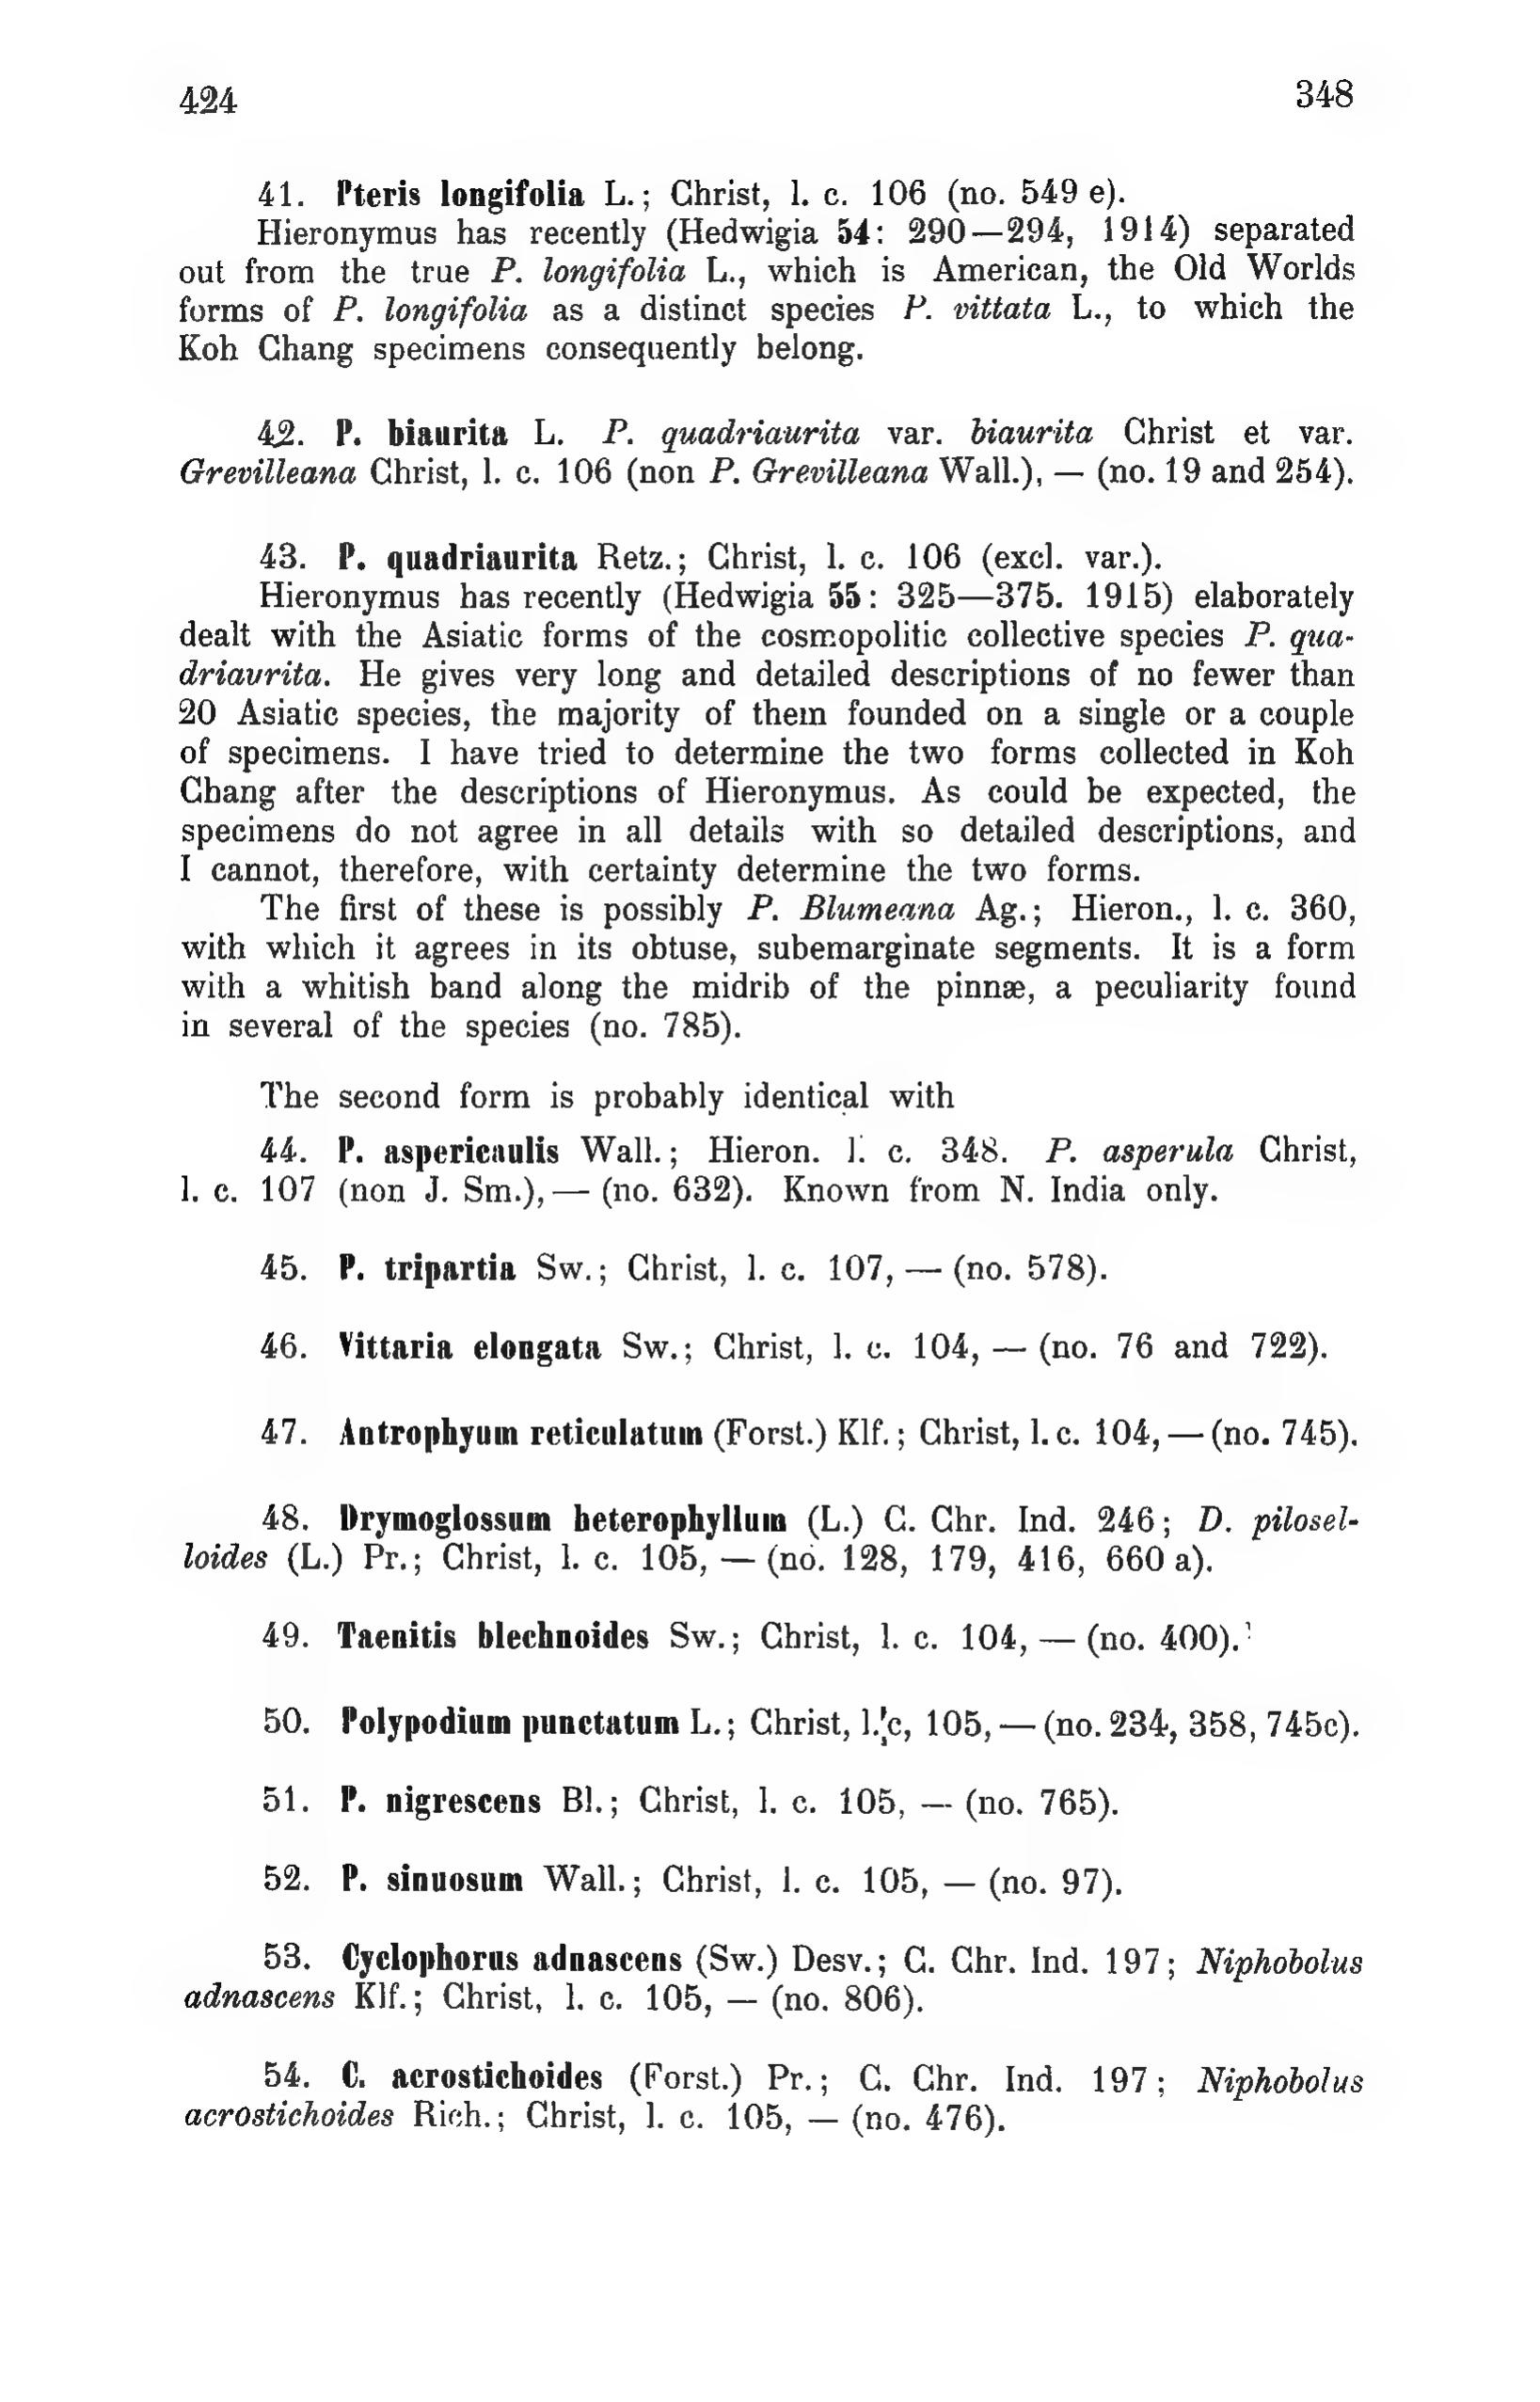 424 348
41. Pteris longifolia L.; Christ, l. c. 106 (no. 549 e).
Hieronymus has recently (Hedwigia 54: 290—294, 1914) separated
out from the true P. longifolia L., which is American, the Old Worlds
forms of P. longifolia as a distinct species P. vittata L., to which the
Koh Chang specimens consequently belong.
42. P. biaurita L. P. quadriaurita var. biaurita Christ et var.
Grevilleana Christ, l. c. 106 (non P. Grevilleana Wall.), — (no. 19 and 254).
43. P. quadriaurita Retz.; Christ, l. c. 106 (excl. var.).
Hieronymus has recently (Hedwigia 55: 325—375. 1915) elaborately
dealt with the Asiatic forms of the cosmopolitic collective species P. qua-
driaurita. He gives very long and detailed descriptions of no fewer than
20 Asiatic species, the majority of them founded on a single or a couple
of specimens. I have tried to determine the two forms collected in Koh
Chang after the descriptions of Hieronymus. As could be expected, the
specimens do not agree in all details with so detailed descriptions, and
I cannot, therefore, with certainty determine the two forms.
The first of these is possibly P. Blumeana Ag.; Hieron., l. c. 360,
with which it agrees in its obtuse, subemarginate segments. It is a form
with a whitish band along the midrib of the pinnæ, a peculiarity found
in several of the species (no. 785).
The second form is probably identical with
44. P. aspericaulis Wall.; Hieron. l. c. 348. P. asperula Christ,
l. c. 107 (non J. Sm.), — (no. 632). Known from N. India only.
45. P. tripartia Sw.; Christ, l. c. 107, — (no. 578).
46. Vittaria elongata Sw.; Christ, l. c. 104, — (no. 76 and 722).
47. Antrophyum reticulatum (Forst.) Klf.; Christ, l. c. 104, — (no. 745).
48. Drymoglossum heterophyllum (L.) C. Chr. Ind. 246; D. pilosel-
loides (L.) Pr.; Christ, l. c. 105, — (no. 128, 179, 416, 660 a).
49. Taenitis blechnoides Sw.; Christ, l. c. 104, — (no. 400).
50. Polypodium punctatum L.; Christ, l. c, 105, — (no. 234, 358, 745c).
51. P. nigrescens Bl.; Christ, l. c. 105, — (no. 765).
52. P. sinuosum Wall.; Christ, l. c. 105, — (no. 97).
53. Cyclophorus adnascens (Sw.) Desv.; C. Chr. Ind. 197; Niphobolus
adnascens Klf.; Christ, l. c. 105, — (no. 806).
54. C. acrostichoides (Forst.) Pr.; C. Chr. Ind. 197; Niphobolus
acrostichoides Rich.; Christ, l. c. 105, — (no. 476).